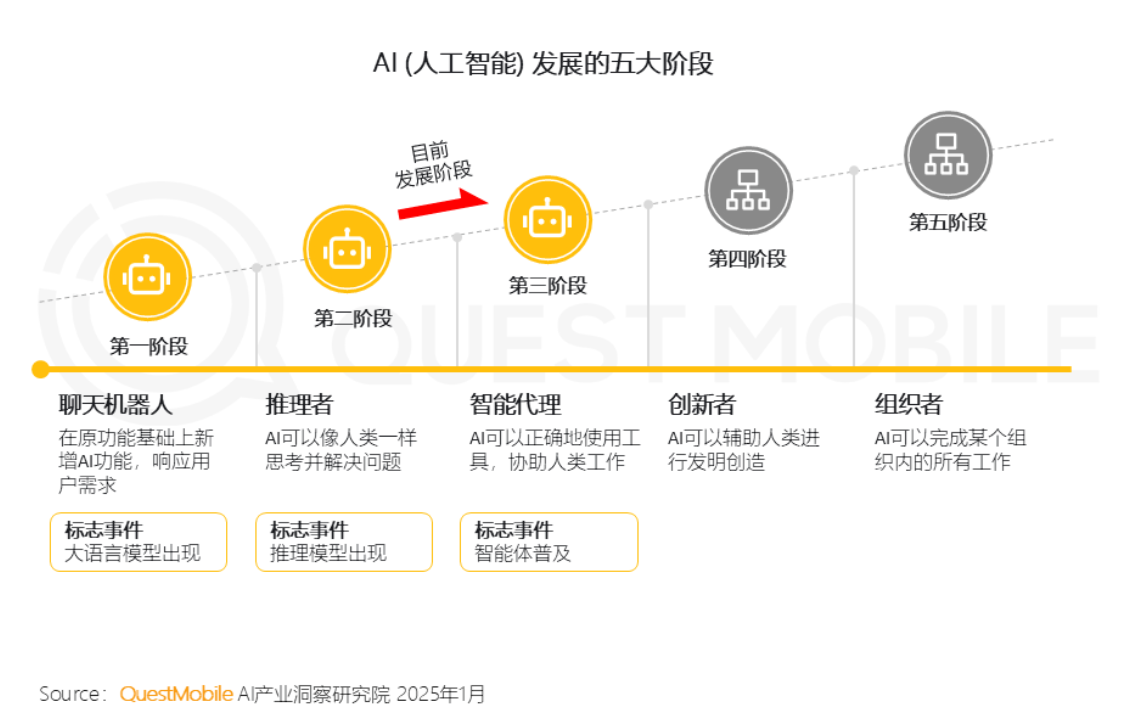 AI (人工智能) 发展的五大阶段
目前
发展阶段
第一阶段
第二阶段
第三阶段
第四阶段
第五阶段
QUEST MOBILE
聊天机器人
在原功能基础上新
增AI功能，响应用
户需求
标志事件
大语言模型出现
推理者
AI可以像人类一样
思考并解决问题
标志事件
推理模型出现
智能代理
AI可以正确地使用工
具，协助人类工作
标志事件
智能体普及
创新者
AI可以辅助人类进
行发明创造
组织者
AI可以完成某个组
织内的所有工作
Source：QuestMobile AI产业洞察研究院 2025年1月